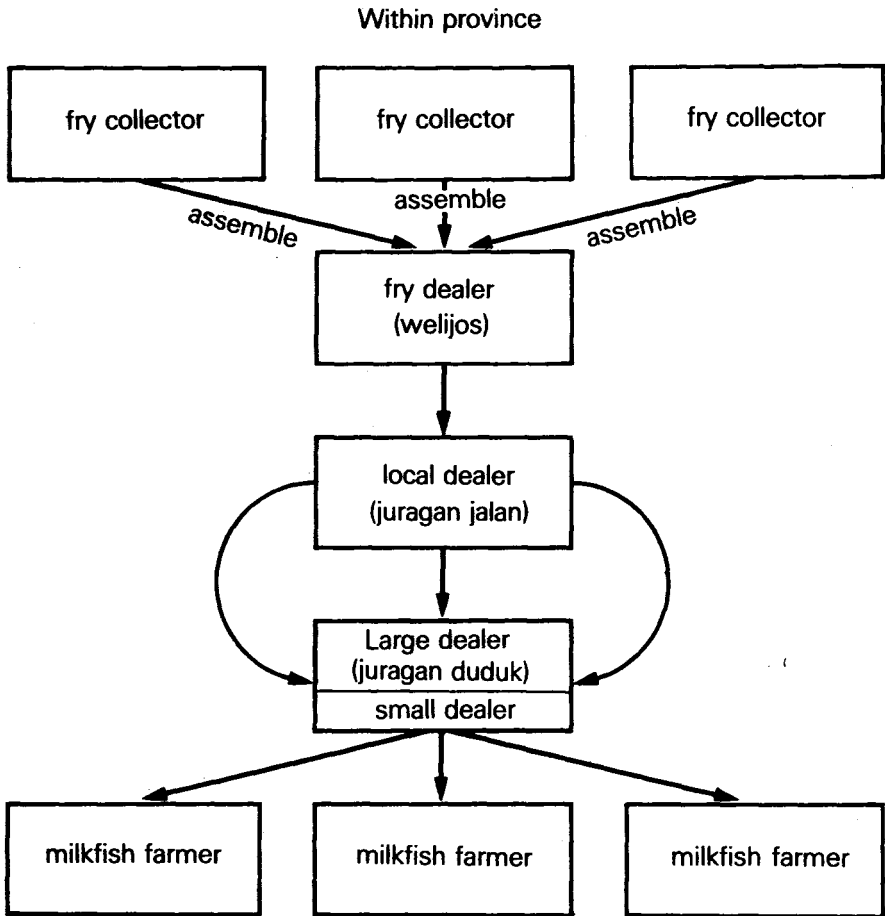 Within province
fry collector
fry collector
fry collector
assemble
assemble
assemble
fry dealer
(welijos)
local dealer
(juragan jalan)
Large dealer
(juragan duduk)
small dealer
milkfish farmer
milkfish farmer
milkfish farmer